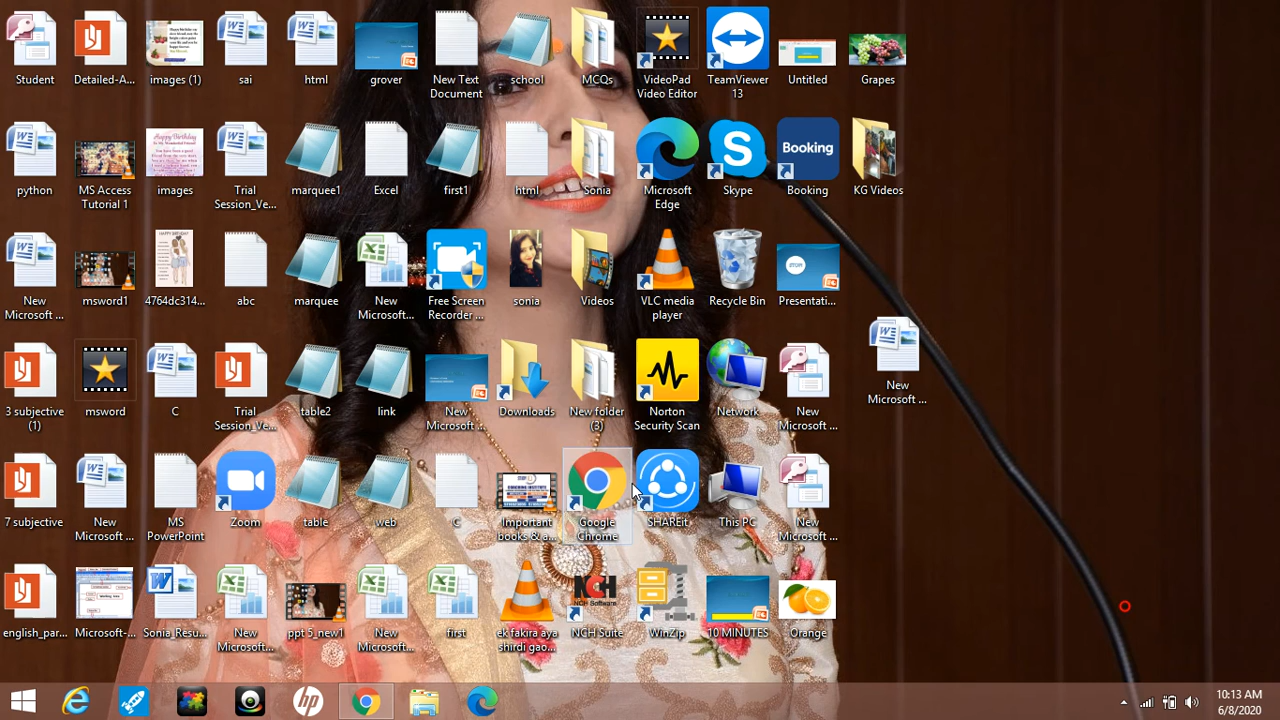 Student
Detailed-A...
images (1)
sai
html
grover
New Text
Document
school
MCQs
VideoPad
Video Editor
TeamViewer
13
Untitled
Grapes
python
MS Access
Tutorial 1
images
Trial
Session_Ve...
marquee1
Excel
first1
html
Sonia
Microsoft
Edge
Skype
Booking
Booking
KG Videos
New
Microsoft ...
msword1
4764dc314...
abc
marquee
New
Microsoft...
Free Screen
Recorder ...
sonia
Videos
VLC media
player
Recycle Bin
Presentati...
3 subjective
(1)
msword
C
Trial
Session_Ve...
table2
link
New
Microsoft ...
Downloads
New folder
(3)
Norton
Security Scan
Network
New
Microsoft ...
New
Microsoft ...
7 subjective
New
Microsoft ...
MS
PowerPoint
Zoom
table
web
C
Important
books & a...
Google
Chrome
SHAREit
This PC
New
Microsoft ...
english_par...
Microsoft-...
Sonia_Resu...
New
Microsoft...
ppt 5_new1
New
Microsoft...
first
ek fakira aya
shirdi gao...
NCH Suite
WinZip
10 MINUTES
Orange
10:13 AM
6/8/2020